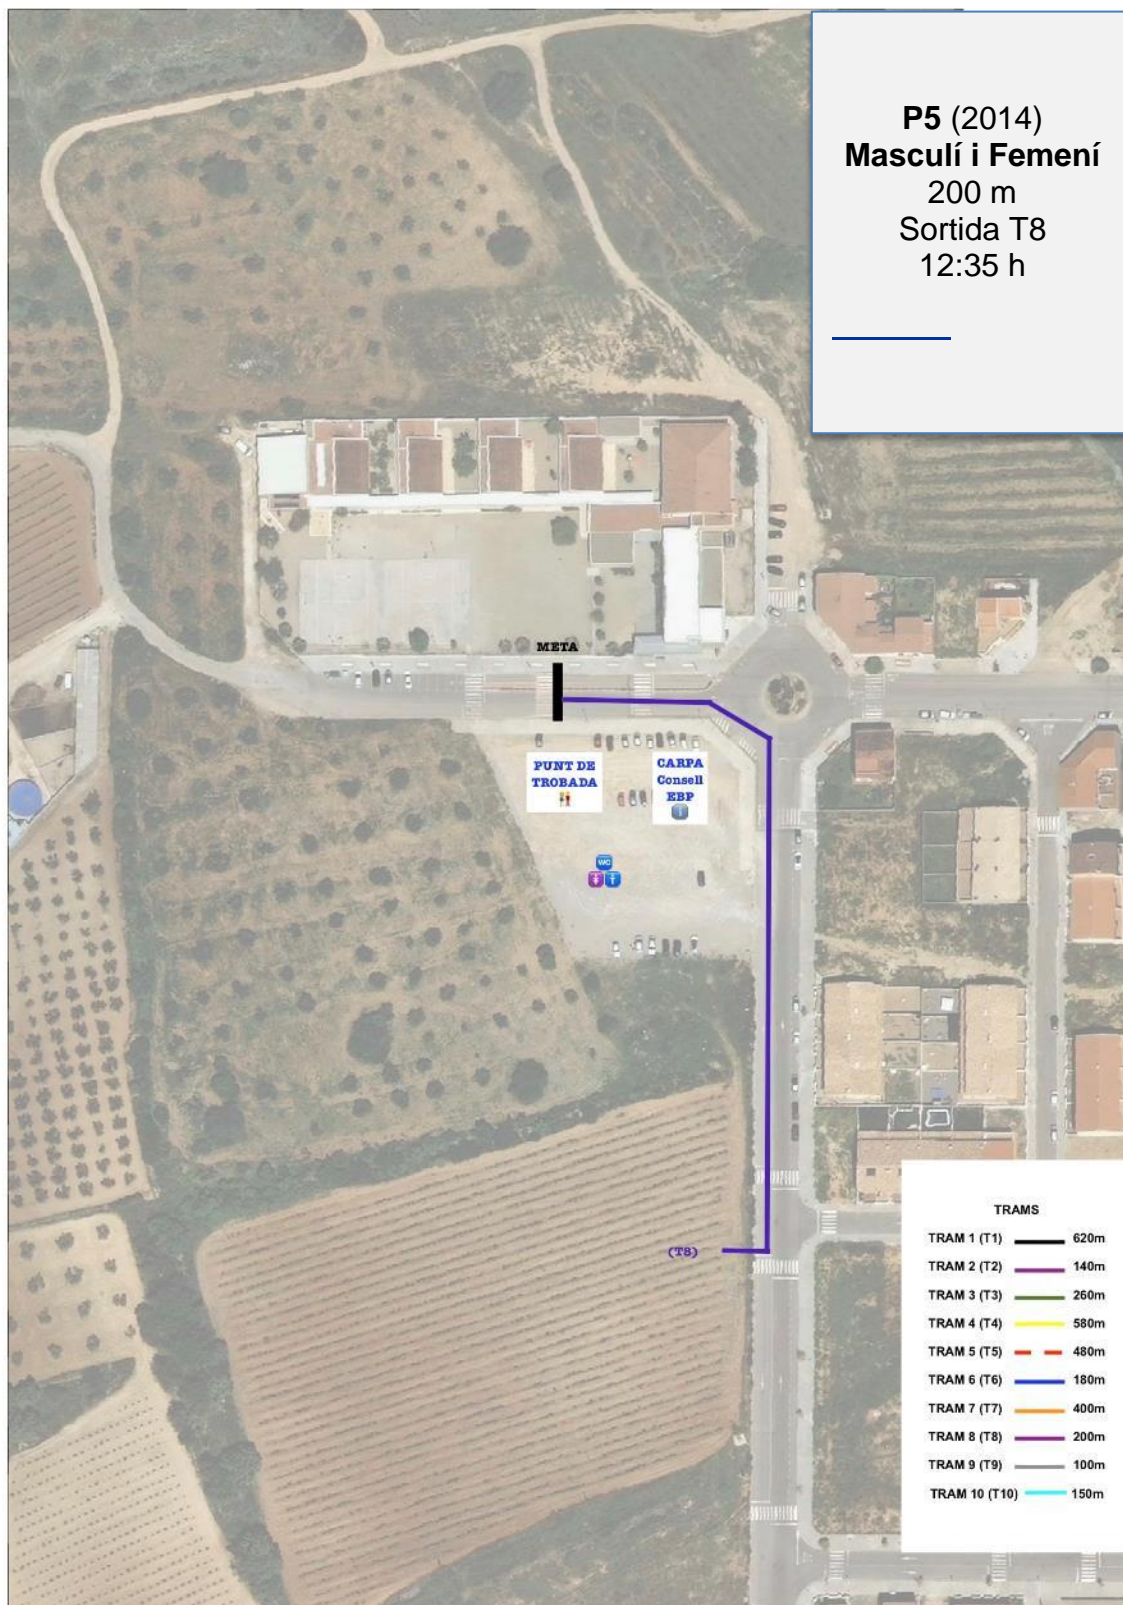 P5 (2014)
Masculí i Femení
200 m
Sortida T8
12:35 h
META
PUNT DE
TROBADA
CARPA
Consell
EBP
WC
(T8)
TRAMS
TRAM 1 (T1) 620m
TRAM 2 (T2) 140m
TRAM 3 (T3) 260m
TRAM 4 (T4) 580m
TRAM 5 (T5) 480m
TRAM 6 (T6) 180m
TRAM 7 (T7) 400m
TRAM 8 (T8) 200m
TRAM 9 (T9) 100m
TRAM 10 (T10) 150m